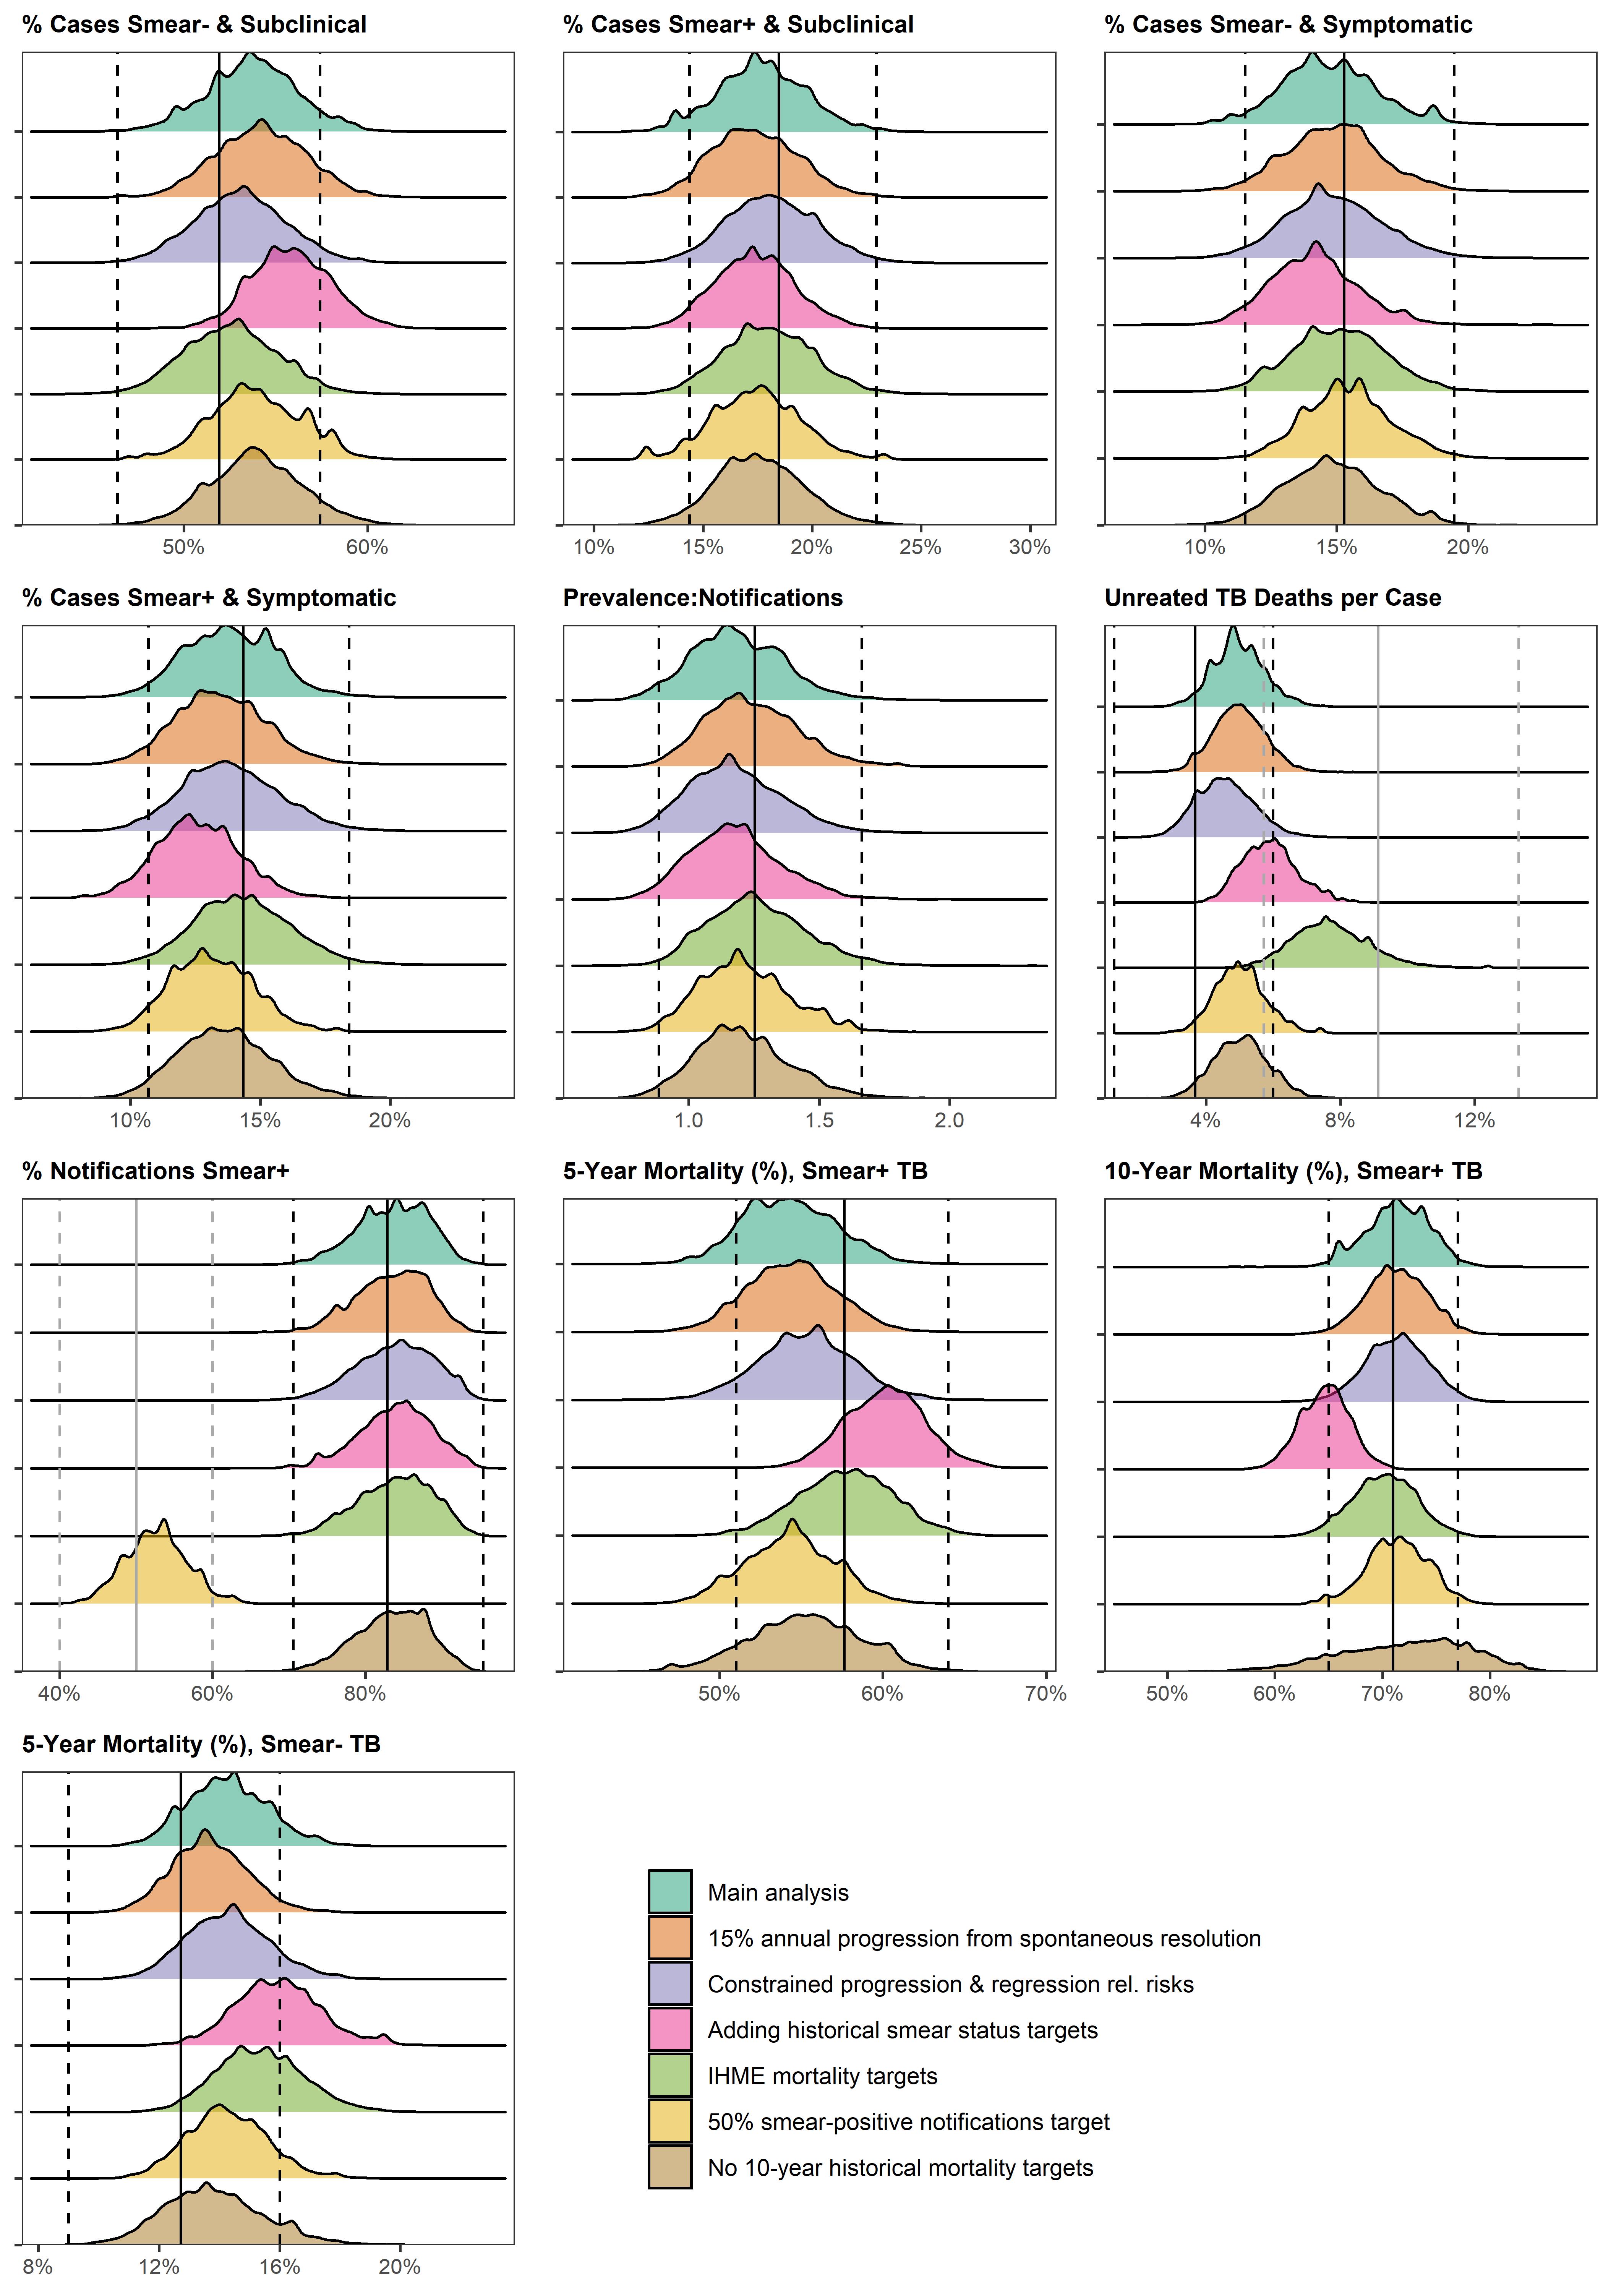 % Cases Smear- & Subclinical
% Cases Smear+ & Subclinical
% Cases Smear- & Symptomatic
50% 60%
10% 15% 20% 25% 30%
10% 15% 20%
% Cases Smear+ & Symptomatic
Prevalence:Notifications
Unreated TB Deaths per Case
10% 15% 20%
1.0 1.5 2.0
4% 8% 12%
% Notifications Smear+
5-Year Mortality (%), Smear+ TB
10-Year Mortality (%), Smear+ TB
40% 60% 80%
50% 60% 70%
50% 60% 70% 80%
5-Year Mortality (%), Smear- TB
8% 12% 16% 20%
Main analysis
15% annual progression from spontaneous resolution
Constrained progression & regression rel. risks
Adding historical smear status targets
IHME mortality targets
50% smear-positive notifications target
No 10-year historical mortality targets